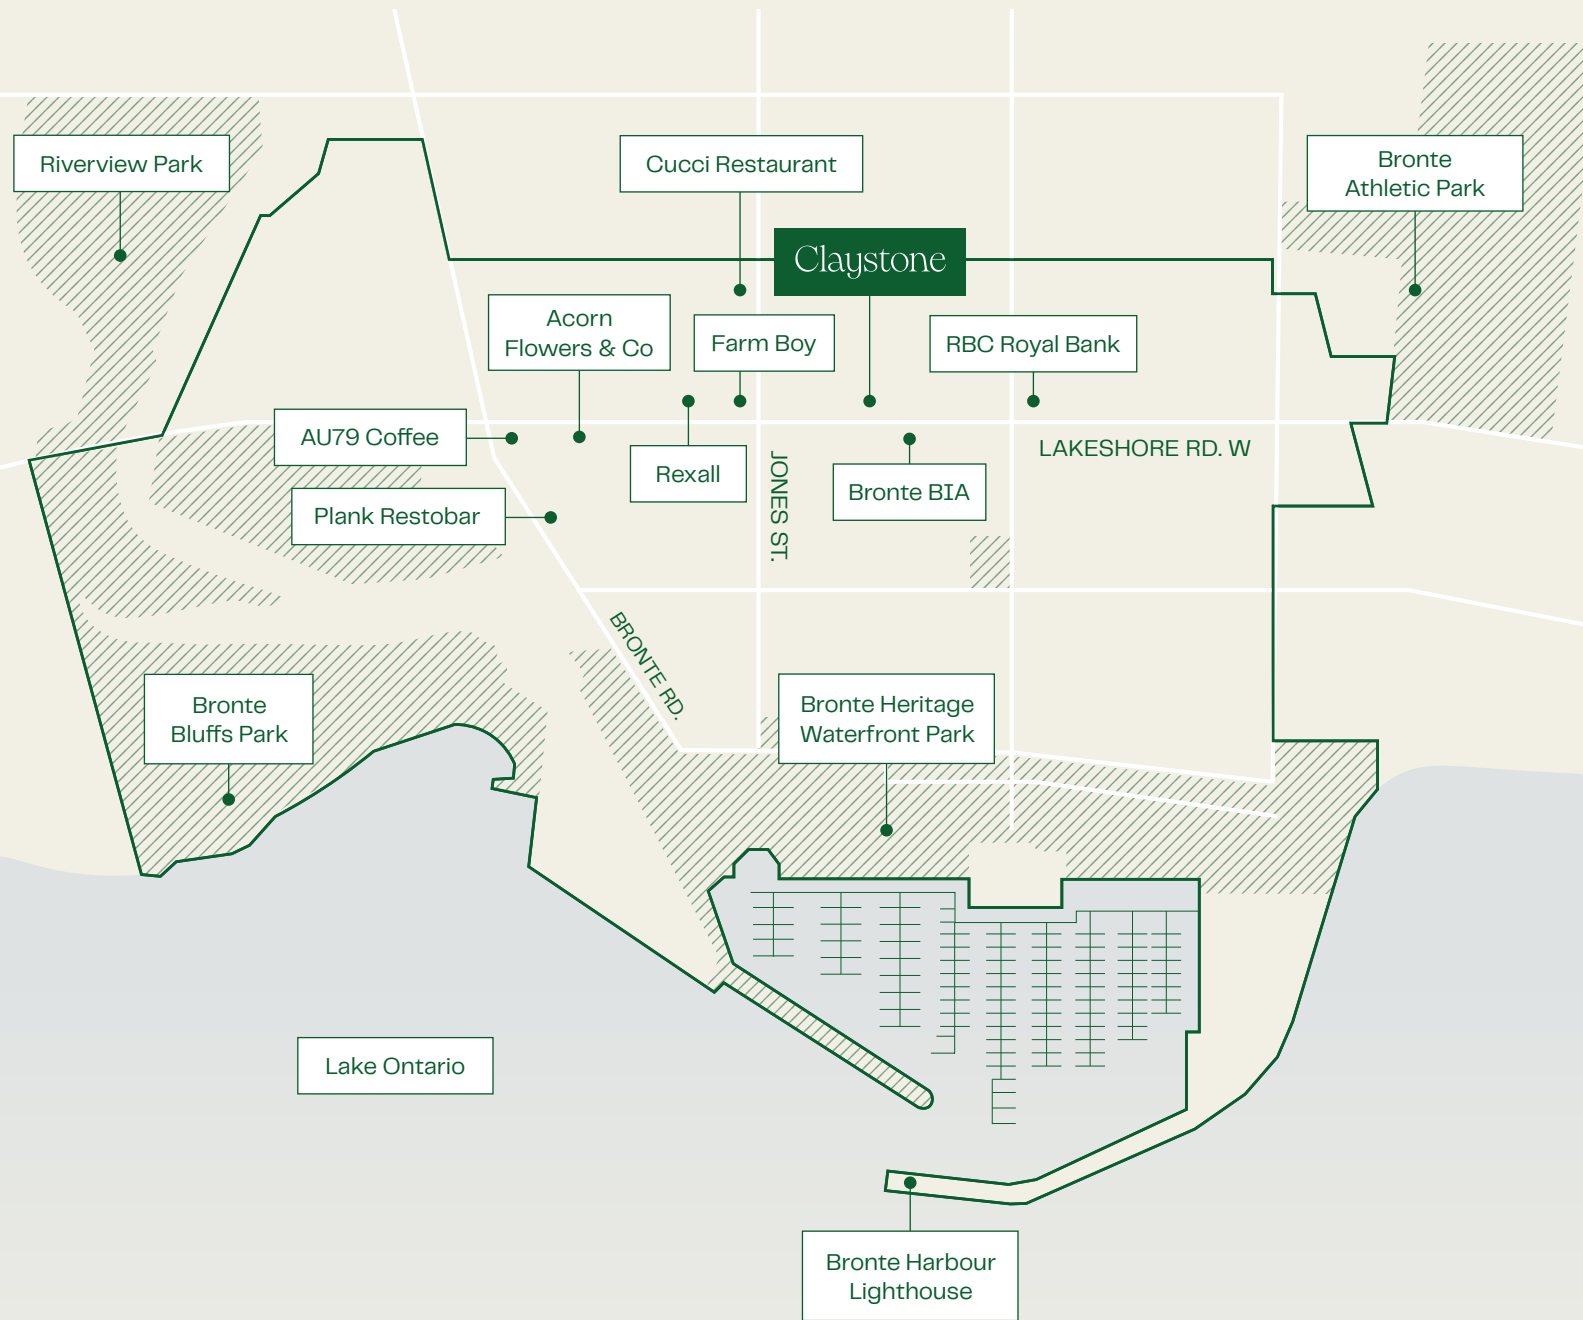 Riverview Park
Cucci Restaurant
Bronte
Athletic Park
Claystone
Acorn
Flowers & Co
Farm Boy
RBC Royal Bank
AU79 Coffee
LAKESHORE RD. W
Rexall
JONES ST.
Bronte BIA
Plank Restobar
BRONTE RD.
Bronte
Bluffs Park
Bronte Heritage
Waterfront Park
Lake Ontario
Bronte Harbour
Lighthouse